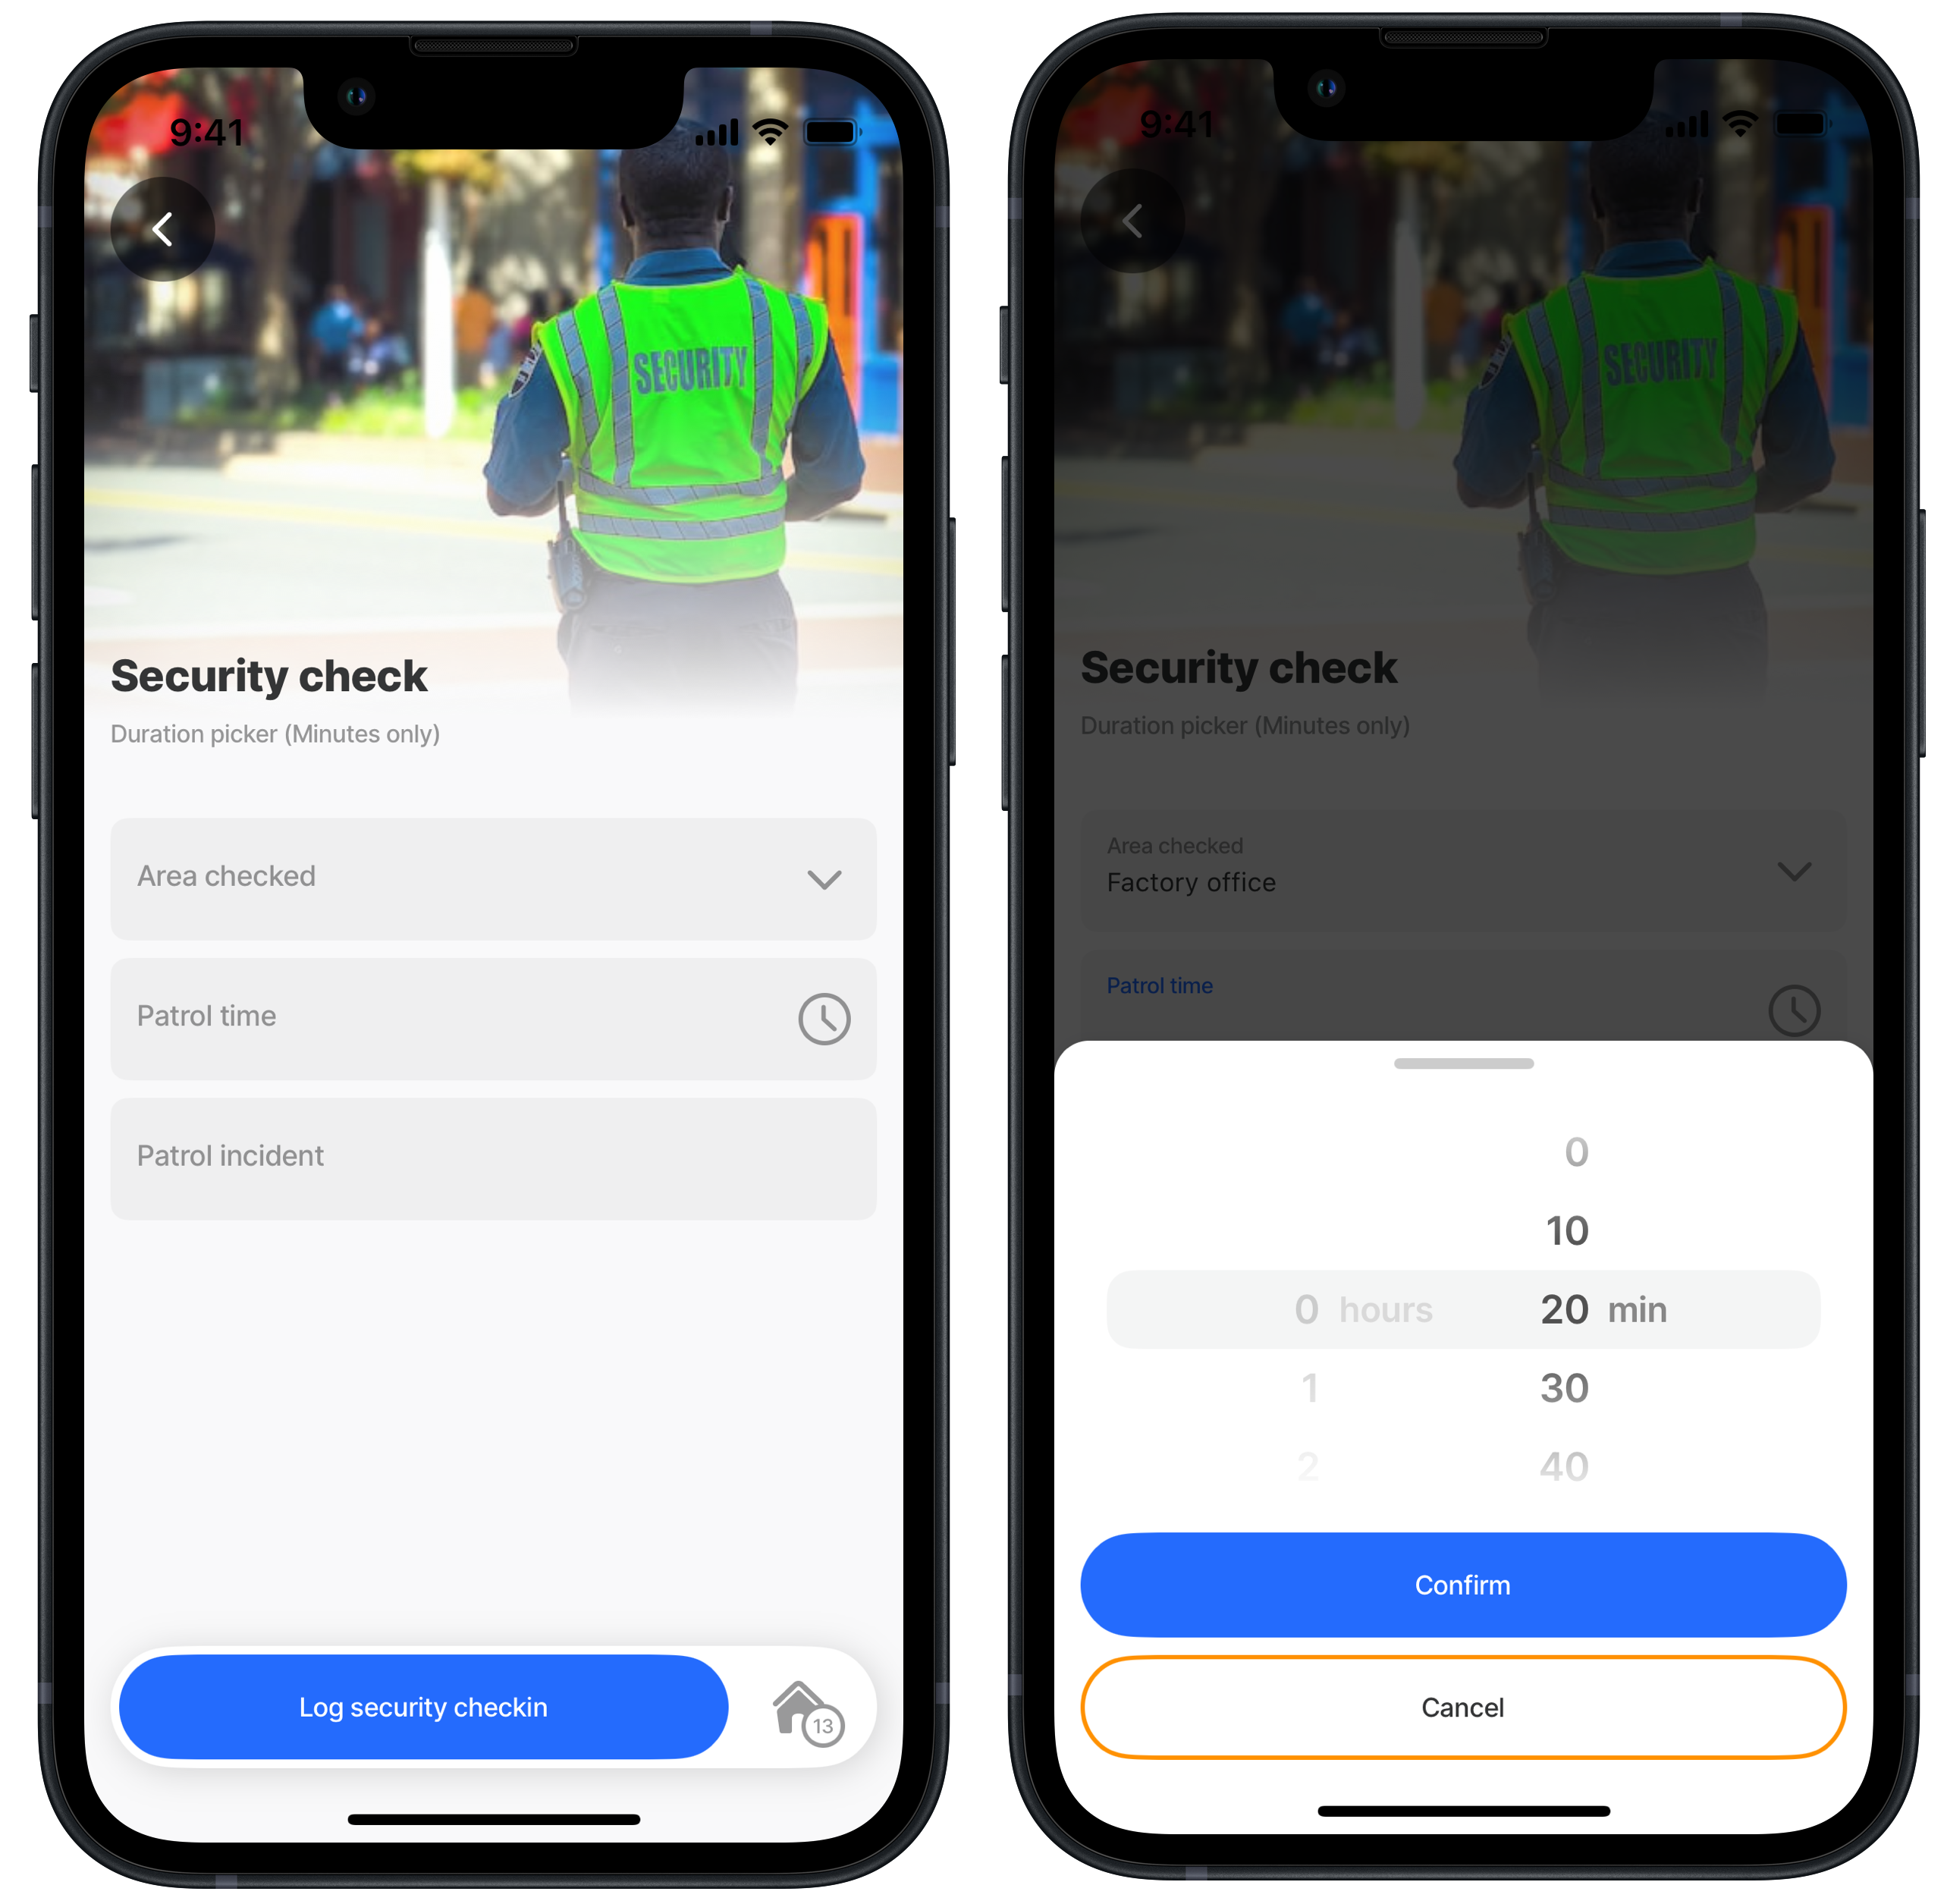 9:41
SECURITY
Security check
Duration picker (Minutes only)
Area checked
Patrol time
Patrol incident
Log security checkin
13
9:41
SECURITY
Security check
Duration picker (Minutes only)
Area checked
Factory office
Patrol time
0
10
0 hours 20 min
1 30
2 40
Confirm
Cancel